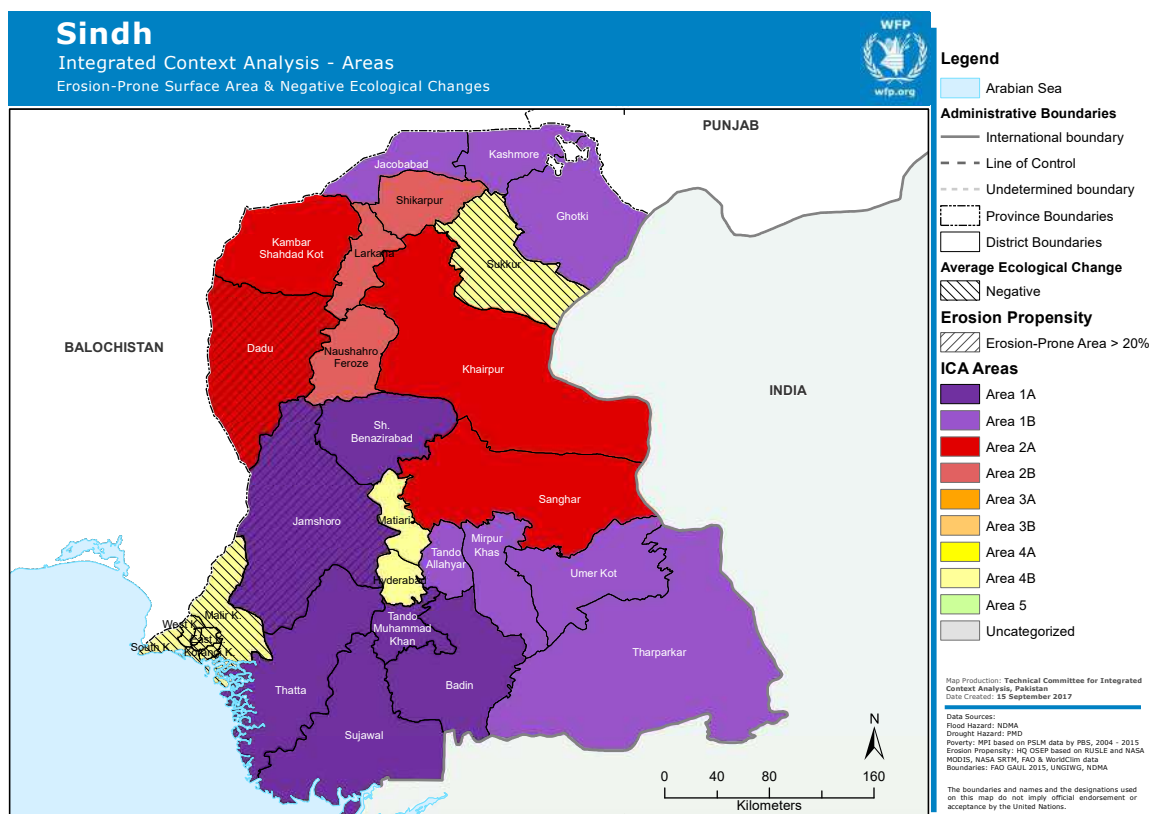 Sindh
Integrated Context Analysis - Areas
Erosion-Prone Surface Area & Negative Ecological Changes
WFP
wfp.org
PUNJAB
Kashmore
Jacobabad
Shikarpur
Ghotki
Kambar
Shahdad Kot
Larkana
Sukkur
BALOCHISTAN
Dadu
Naushahro
Feroze
Khairpur
INDIA
Sh.
Benazirabad
Sanghar
Jamshoro
Matiari
Mirpur
Khas
Tando
Allahyar
Umer Kot
Hyderabad
Malir K.
West K.
East K.
South K.
Korangi K.
Tando
Muhammad
Khan
Tharparkar
Thatta
Badin
Sujawal
N
0 40 80 160
Kilometers
Legend
Arabian Sea
Administrative Boundaries
International boundary
Line of Control
Undetermined boundary
Province Boundaries
District Boundaries
Average Ecological Change
Negative
Erosion Propensity
Erosion-Prone Area > 20%
ICA Areas
Area 1A
Area 1B
Area 2A
Area 2B
Area 3A
Area 3B
Area 4A
Area 4B
Area 5
Uncategorized
Map Production: Technical Committee for Integrated
Context Analysis, Pakistan
Date Created: 15 September 2017
Data Sources:
Flood Hazard: NDMA
Drought Hazard: PMD
Poverty: MPI based on PSLM data by PBS, 2004 - 2015
Erosion Propensity: HQ OSEP based on RUSLE and NASA
MODIS, NASA SRTM, FAO & WorldClim data
Boundaries: FAO GAUL 2015, UNGIWG, NDMA
The boundaries and names and the designations used
on this map do not imply official endorsement or
acceptance by the United Nations.